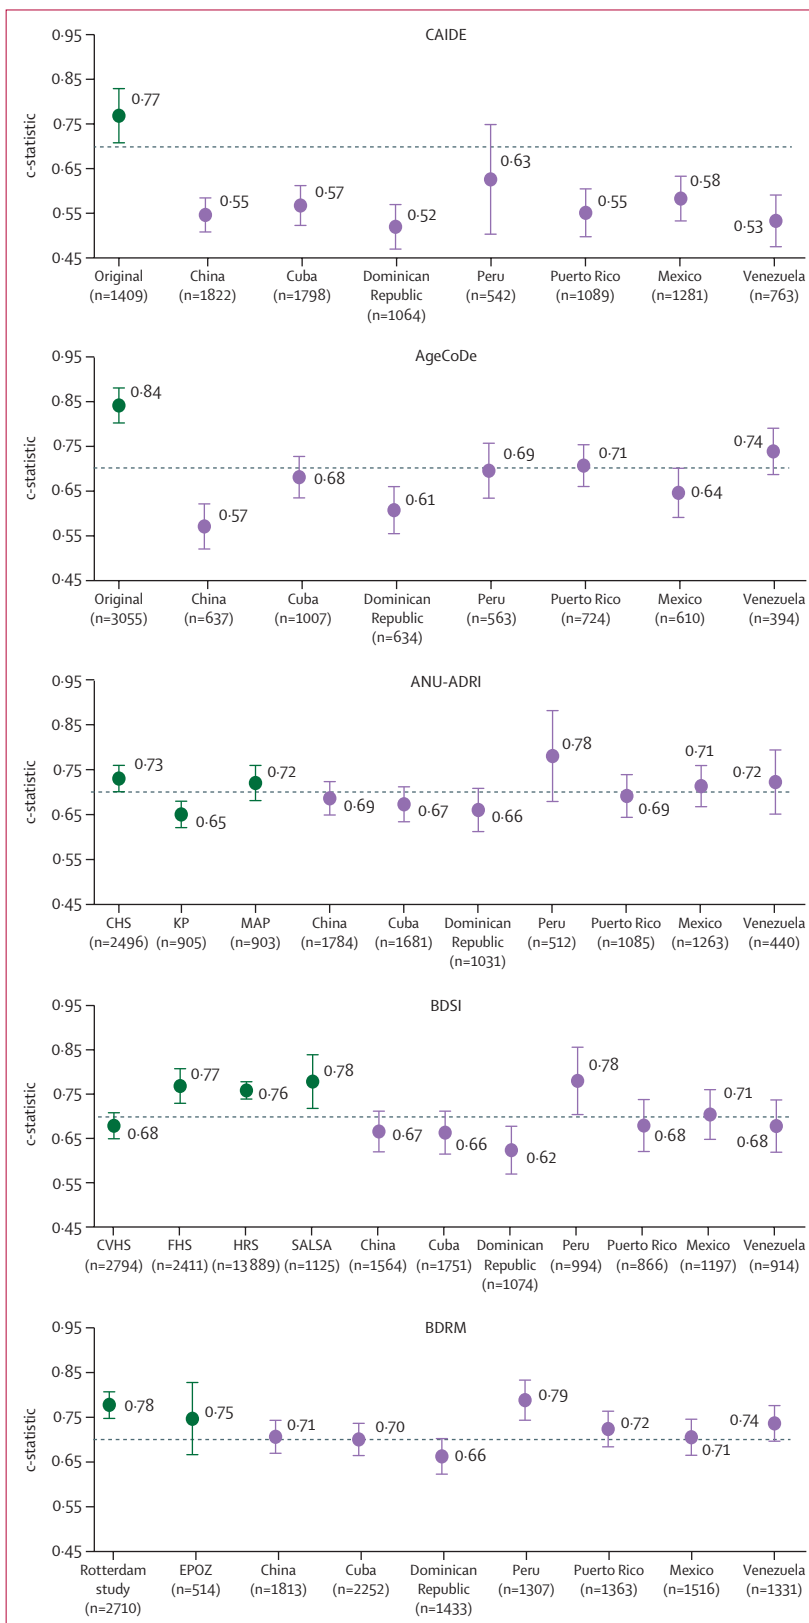 CAIDE
0·95
0·85
0·75
0·65
0·55
0·45
c-statistic
0·77
0·55
0·57
0·52
0·63
0·55
0·58
0·53
Original (n=1409)
China (n=1822)
Cuba (n=1798)
Dominican Republic (n=1064)
Peru (n=542)
Puerto Rico (n=1089)
Mexico (n=1281)
Venezuela (n=763)
AgeCoDe
0·95
0·85
0·75
0·65
0·55
0·45
c-statistic
0·84
0·57
0·68
0·61
0·69
0·71
0·64
0·74
Original (n=3055)
China (n=637)
Cuba (n=1007)
Dominican Republic (n=634)
Peru (n=563)
Puerto Rico (n=724)
Mexico (n=610)
Venezuela (n=394)
ANU-ADRI
0·95
0·85
0·75
0·65
0·55
0·45
c-statistic
0·73
0·65
0·72
0·69
0·67
0·66
0·78
0·69
0·71
0·72
CHS (n=2496)
KP (n=905)
MAP (n=903)
China (n=1784)
Cuba (n=1681)
Dominican Republic (n=1031)
Peru (n=512)
Puerto Rico (n=1085)
Mexico (n=1263)
Venezuela (n=440)
BDSI
0·95
0·85
0·75
0·65
0·55
0·45
c-statistic
0·68
0·77
0·76
0·78
0·67
0·66
0·62
0·78
0·68
0·71
0·68
CVHS (n=2794)
FHS (n=2411)
HRS (n=13 889)
SALSA (n=1125)
China (n=1564)
Cuba (n=1751)
Dominican Republic (n=1074)
Peru (n=994)
Puerto Rico (n=866)
Mexico (n=1197)
Venezuela (n=914)
BDRM
0·95
0·85
0·75
0·65
0·55
0·45
c-statistic
0·78
0·75
0·71
0·70
0·66
0·79
0·72
0·71
0·74
Rotterdam study (n=2710)
EPOZ (n=514)
China (n=1813)
Cuba (n=2252)
Dominican Republic (n=1433)
Peru (n=1307)
Puerto Rico (n=1363)
Mexico (n=1516)
Venezuela (n=1331)